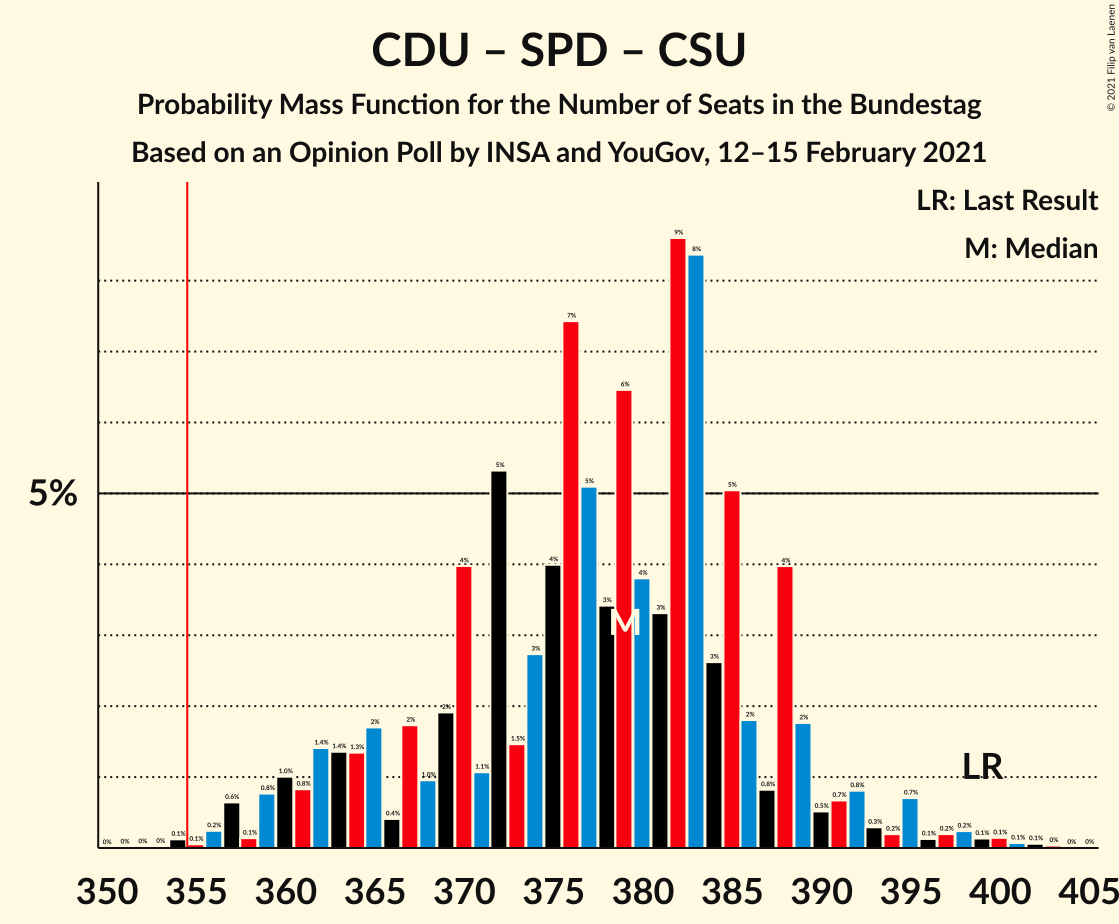 CDU – SPD – CSU
Probability Mass Function for the Number of Seats in the Bundestag
Based on an Opinion Poll by INSA and YouGov, 12–15 February 2021
© 2021 Filip van Laenen
LR: Last Result
M: Median
5%
0% 0% 0% 0% 0.1% 0.1% 0.2% 0.6% 0.1% 0.8% 1.0% 0.8% 1.4% 1.4% 1.3% 2% 0.4% 2% 1.0% 2% 4% 1.1% 5% 1.5% 3% 4% 7% 5% 3% 6% 4% 3% 9% 8% 3% 5% 2% 0.8% 4% 2% 0.5% 0.7% 0.8% 0.3% 0.2% 0.7% 0.1% 0.2% 0.2% 0.1% 0.1% 0.1% 0.1% 0% 0% 0%
M
LR
350 355 360 365 370 375 380 385 390 395 400 405